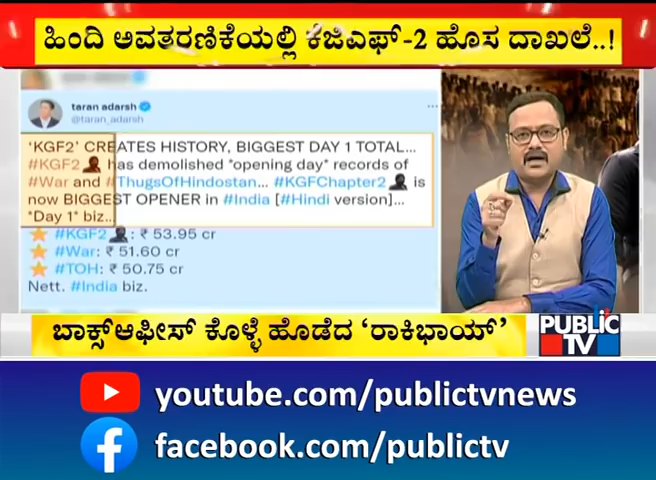 ಹಿಂದಿ ಅವತರಣಿಕೆಯಲ್ಲಿ ಕೆಜಿಎಫ್-2 ಹೊಸ ದಾಖಲೆ..!
taran adarsh
@taran_adarsh
‘KGF2’ CREATES HISTORY, BIGGEST DAY 1 TOTAL...
#KGF2 has demolished *opening day* records of
#War and #ThugsOfHindostan... #KGFChapter2 is
now BIGGEST OPENER in #India [#Hindi version]...
*Day 1* biz...
#KGF2: ₹ 53.95 cr
#War: ₹ 51.60 cr
#TOH: ₹ 50.75 cr
Nett. #India biz.
ಬಾಕ್ಸ್‌ಆಫೀಸ್ ಕೊಳ್ಳೆ ಹೊಡೆದ ‘ರಾಕಿಭಾಯ್’
PUBLIC
TV
youtube.com/publictvnews
facebook.com/publictv